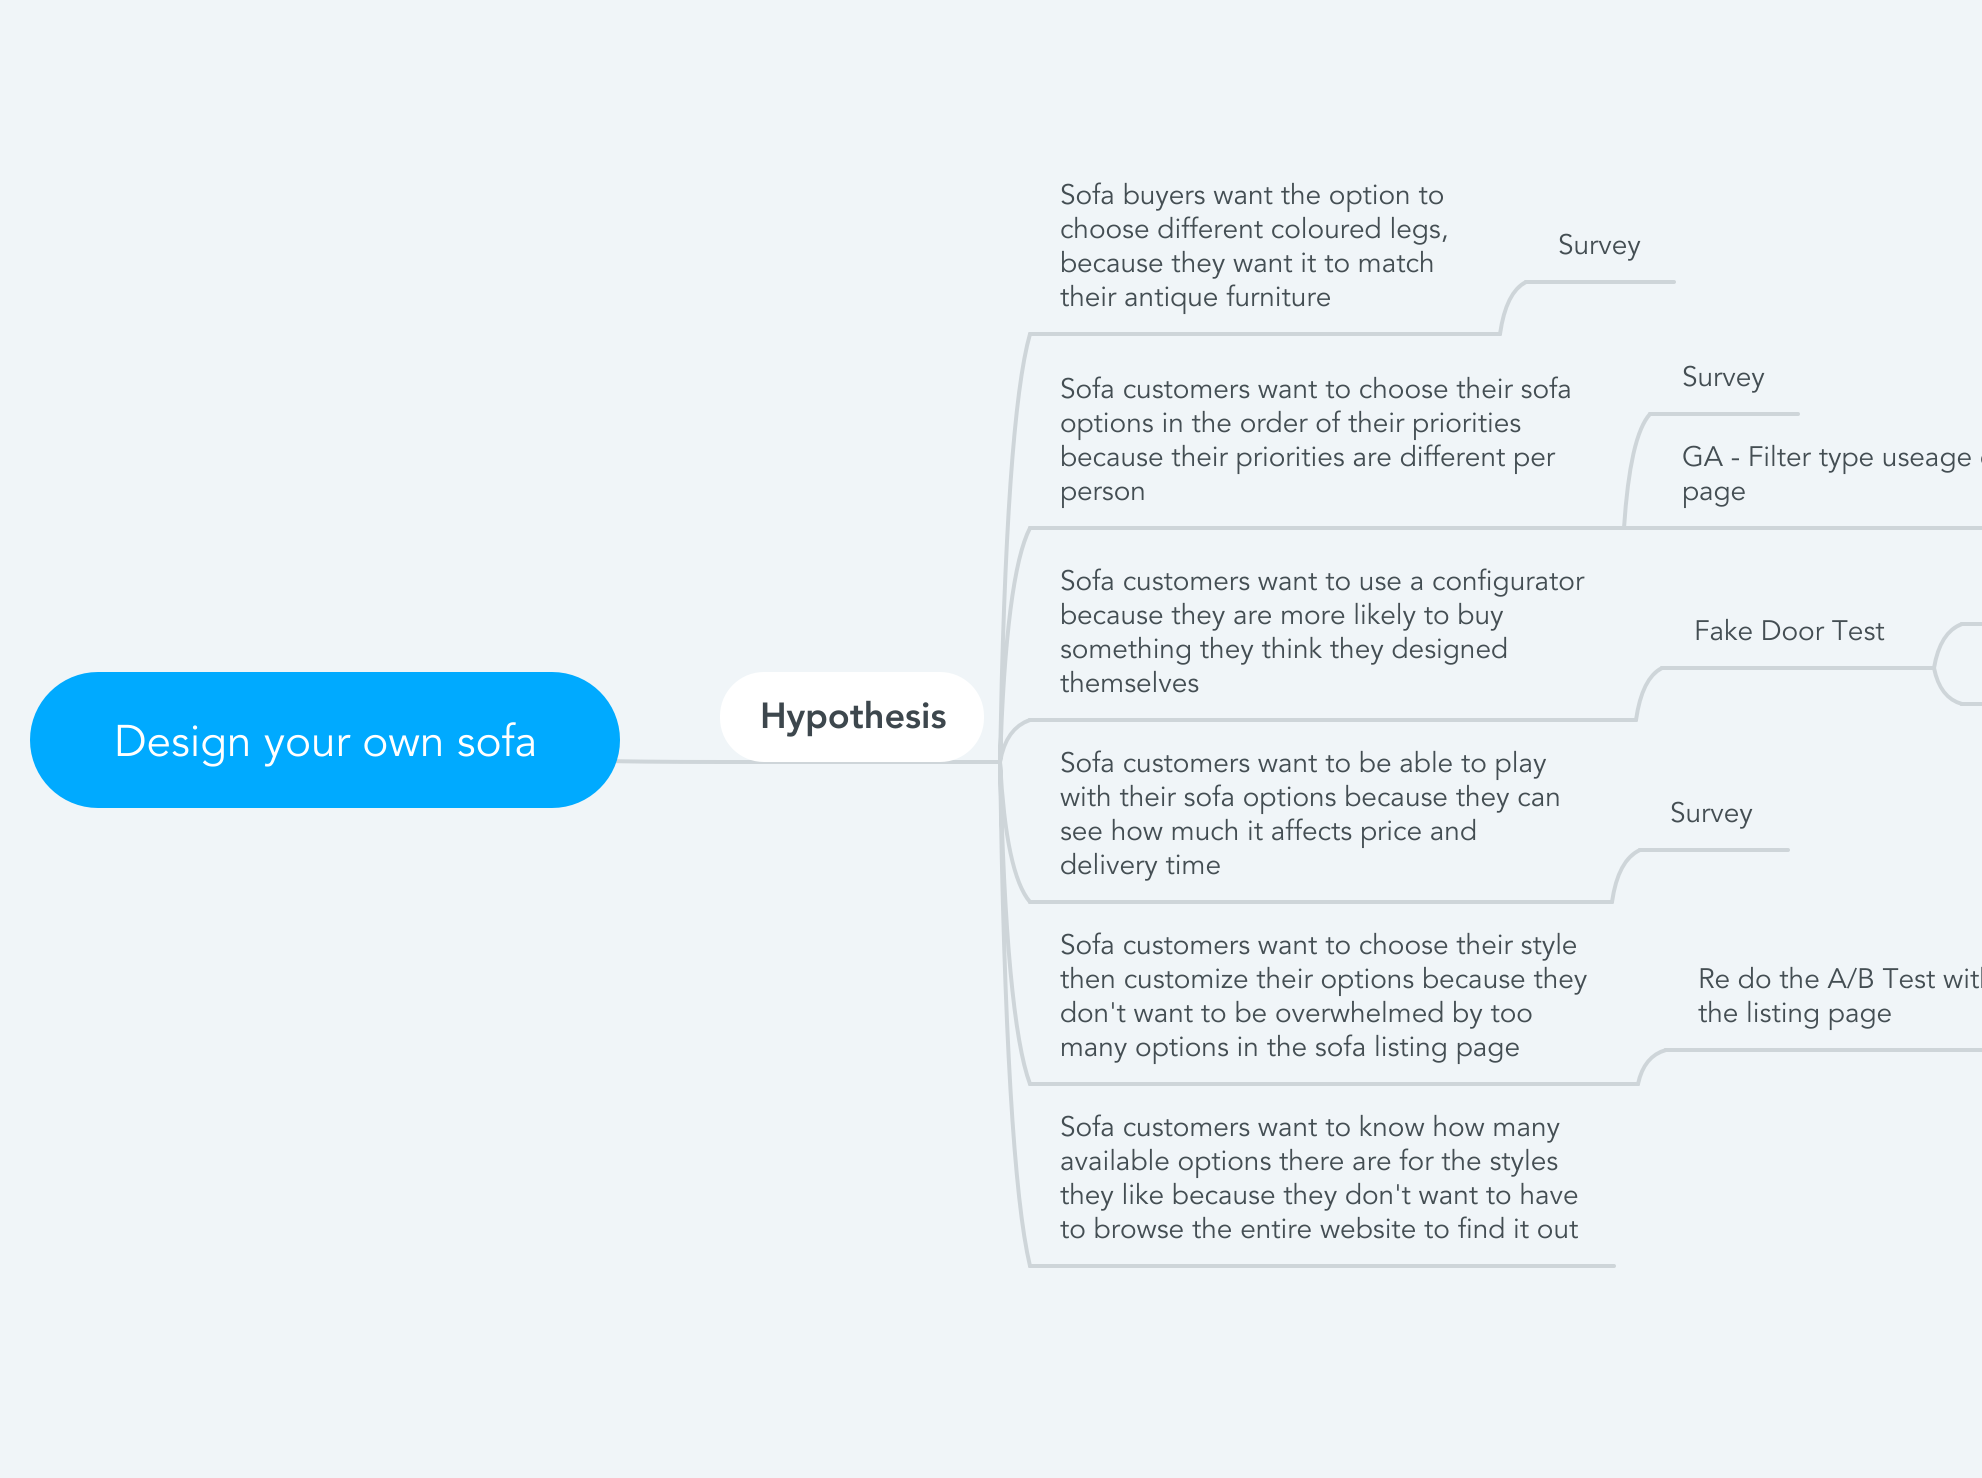 Design your own sofa
Hypothesis
Sofa buyers want the option to
choose different coloured legs,
because they want it to match
their antique furniture
Survey
Sofa customers want to choose their sofa
options in the order of their priorities
because their priorities are different per
person
Survey
GA - Filter type useage
page
Sofa customers want to use a configurator
because they are more likely to buy
something they think they designed
themselves
Fake Door Test
Sofa customers want to be able to play
with their sofa options because they can
see how much it affects price and
delivery time
Survey
Sofa customers want to choose their style
then customize their options because they
don't want to be overwhelmed by too
many options in the sofa listing page
Re do the A/B Test
the listing page
Sofa customers want to know how many
available options there are for the styles
they like because they don't want to have
to browse the entire website to find it out